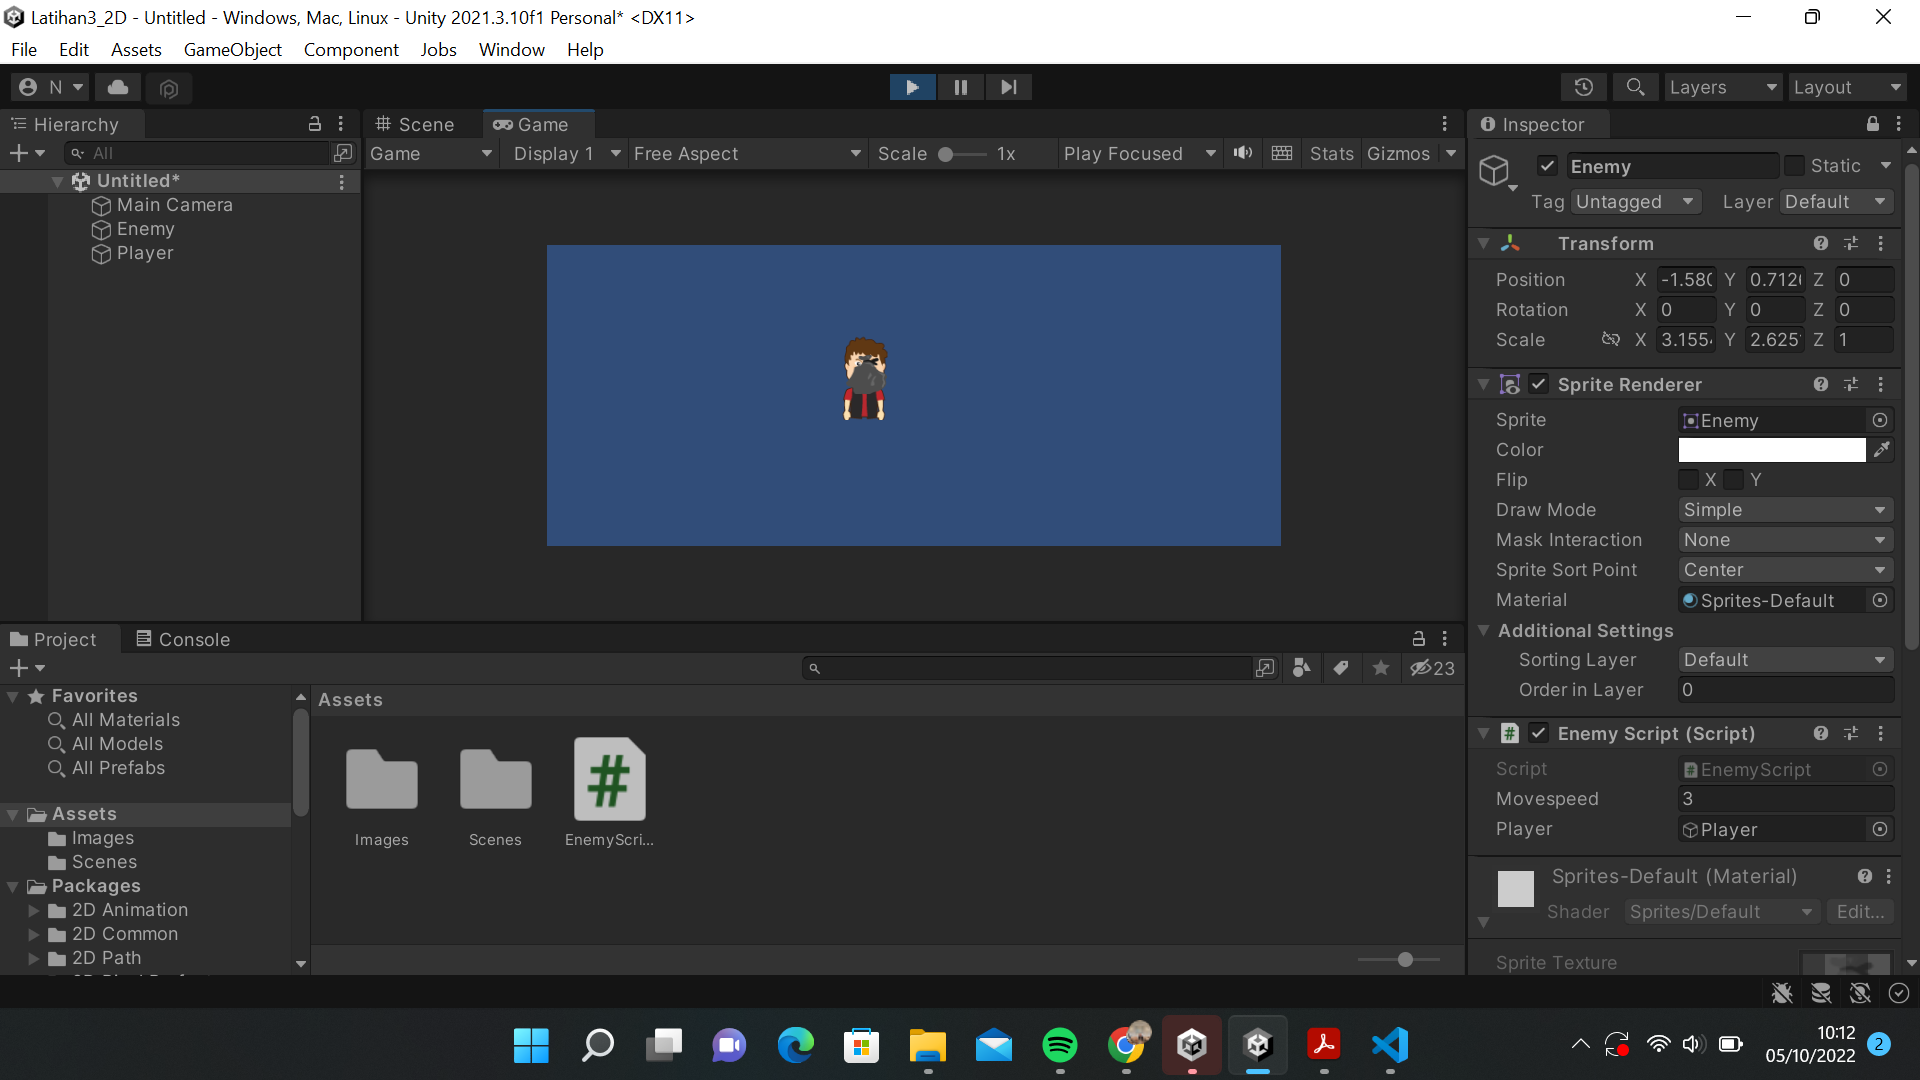 Latihan3_2D - Untitled - Windows, Mac, Linux - Unity 2021.3.10f1 Personal* <DX11>
File Edit Assets GameObject Component Jobs Window Help
N Layers Layout
Hierarchy
All
Untitled*
Main Camera
Enemy
Player
Scene Game
Game Display 1 Free Aspect Scale 1x Play Focused Stats Gizmos
Inspector
Enemy Static
Tag Untagged Layer Default
Transform
Position X -1.580 Y 0.712 Z 0
Rotation X 0 Y 0 Z 0
Scale X 3.155 Y 2.625 Z 1
Sprite Renderer
Sprite Enemy
Color
Flip X Y
Draw Mode Simple
Mask Interaction None
Sprite Sort Point Center
Material Sprites-Default
Additional Settings
Sorting Layer Default
Order in Layer 0
Enemy Script (Script)
Script EnemyScript
Movespeed 3
Player Player
Sprites-Default (Material)
Shader Sprites/Default Edit...
Sprite Texture
Project Console
23
Favorites
All Materials
All Models
All Prefabs
Assets
Images
Scenes
Packages
2D Animation
2D Common
2D Path
Assets
Images Scenes EnemyScri...
10:12
05/10/2022 2